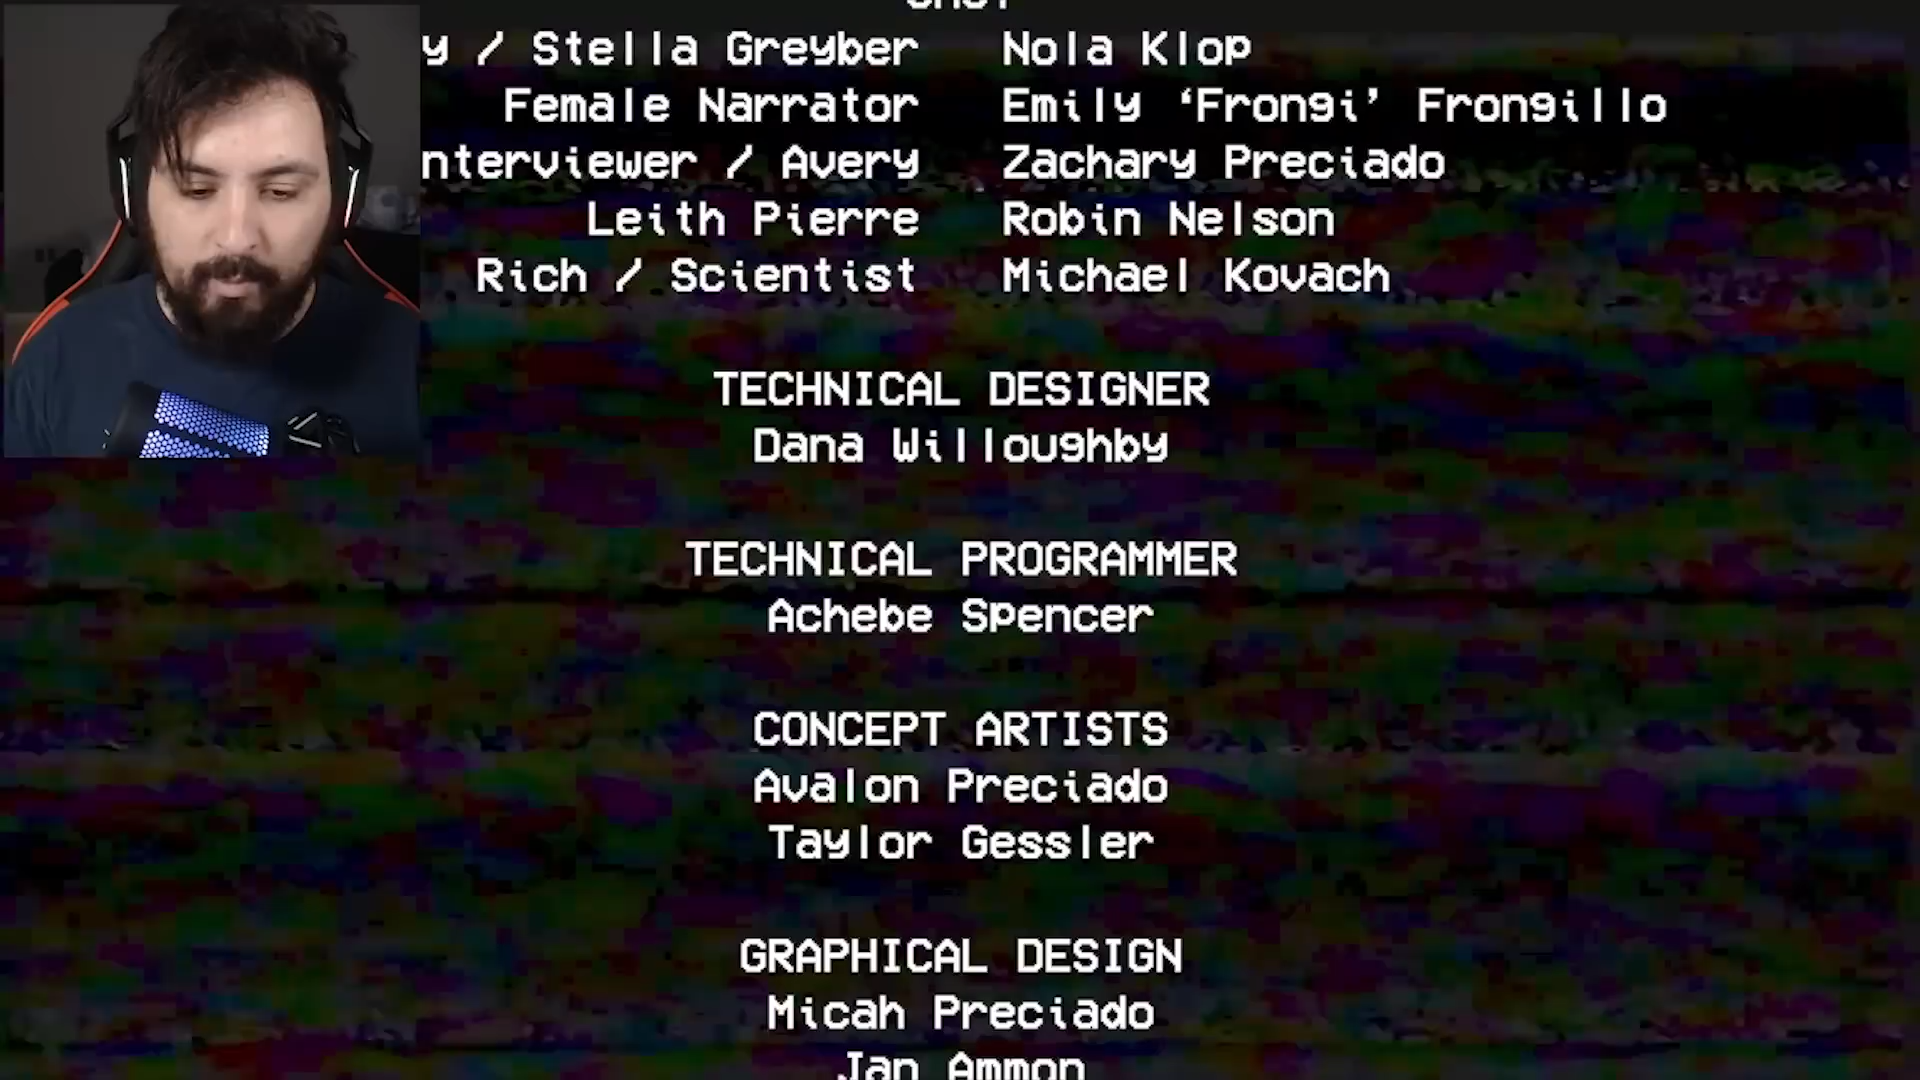 CAST
y / Stella Greyber Nola Klop
Female Narrator Emily ‘Frongi’ Frongillo
nterviewer / Avery Zachary Preciado
Leith Pierre Robin Nelson
Rich / Scientist Michael Kovach
TECHNICAL DESIGNER
Dana Willoughby
TECHNICAL PROGRAMMER
Achebe Spencer
CONCEPT ARTISTS
Avalon Preciado
Taylor Gessler
GRAPHICAL DESIGN
Micah Preciado
Jan Ammon